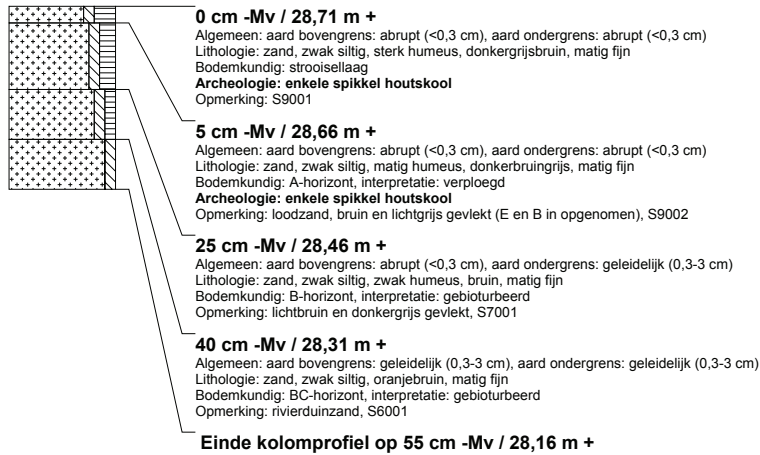 0 cm -Mv / 28,71 m +
Algemeen: aard bovengrens: abrupt (<0,3 cm), aard ondergrens: abrupt (<0,3 cm)
Lithologie: zand, zwak siltig, sterk humeus, donkergrijsbruin, matig fijn
Bodemkundig: strooisellaag
Archeologie: enkele spikkel houtskool
Opmerking: S9001
5 cm -Mv / 28,66 m +
Algemeen: aard bovengrens: abrupt (<0,3 cm), aard ondergrens: abrupt (<0,3 cm)
Lithologie: zand, zwak siltig, matig humeus, donkerbruingrijs, matig fijn
Bodemkundig: A-horizont, interpretatie: verploegd
Archeologie: enkele spikkel houtskool
Opmerking: loodzand, bruin en lichtgrijs gevlekt (E en B in opgenomen), S9002
25 cm -Mv / 28,46 m +
Algemeen: aard bovengrens: abrupt (<0,3 cm), aard ondergrens: geleidelijk (0,3-3 cm)
Lithologie: zand, zwak siltig, zwak humeus, bruin, matig fijn
Bodemkundig: B-horizont, interpretatie: gebioturbeerd
Opmerking: lichtbruin en donkergrijs gevlekt, S7001
40 cm -Mv / 28,31 m +
Algemeen: aard bovengrens: geleidelijk (0,3-3 cm), aard ondergrens: geleidelijk (0,3-3 cm)
Lithologie: zand, zwak siltig, oranjebruin, matig fijn
Bodemkundig: BC-horizont, interpretatie: gebioturbeerd
Opmerking: rivierduinzand, S6001
Einde kolomprofiel op 55 cm -Mv / 28,16 m +